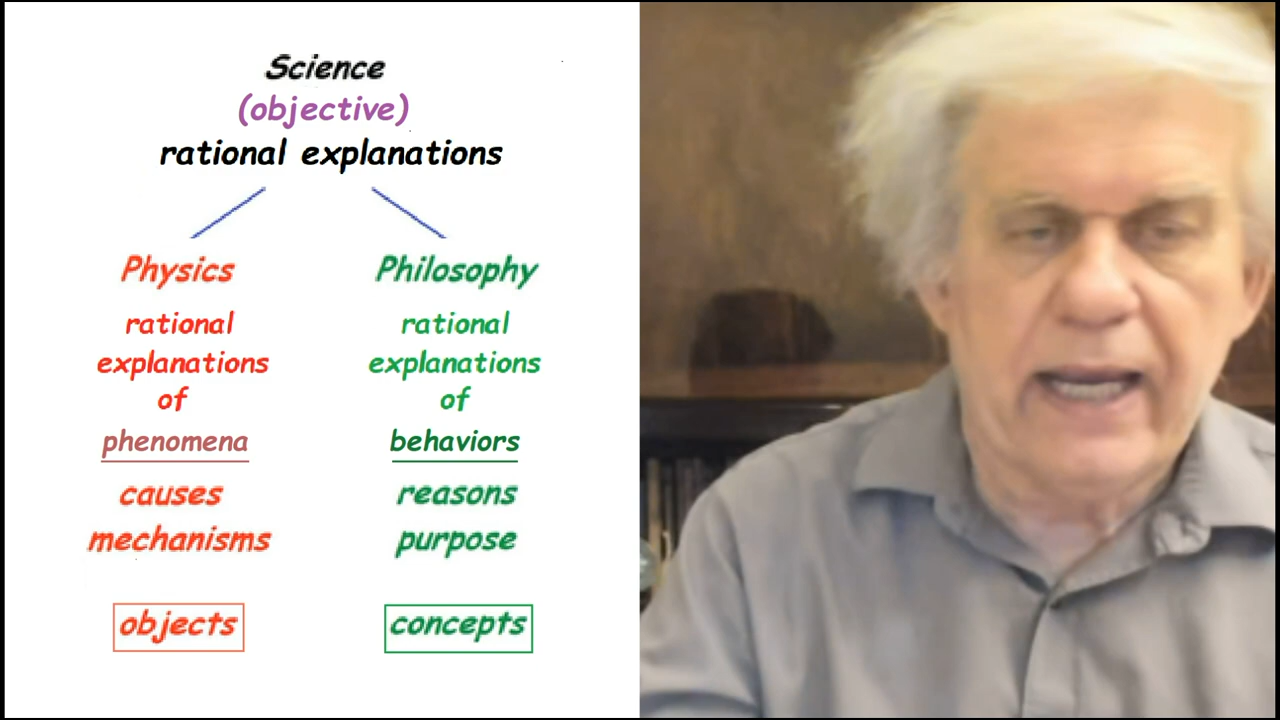 Science
(objective)
rational explanations
Physics
rational
explanations
of
phenomena
causes
mechanisms
objects
Philosophy
rational
explanations
of
behaviors
reasons
purpose
concepts